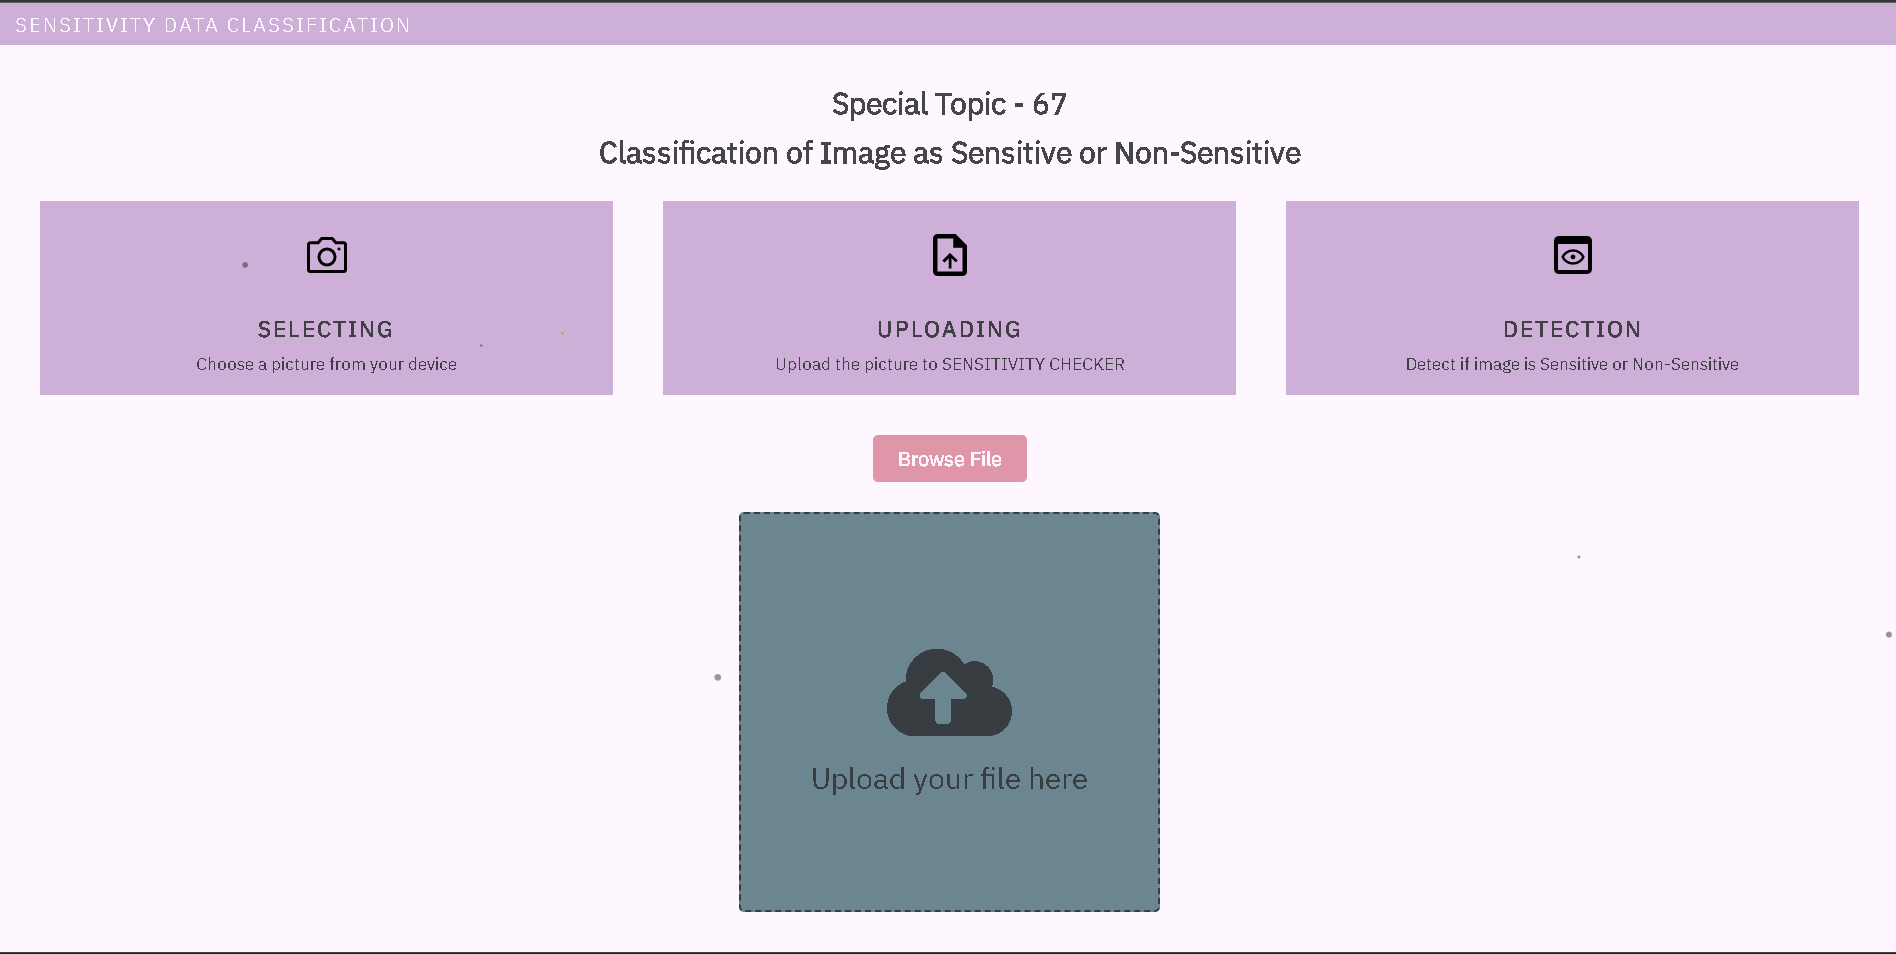 SENSITIVITY DATA CLASSIFICATION
Special Topic - 67
Classification of Image as Sensitive or Non-Sensitive
SELECTING
Choose a picture from your device
UPLOADING
Upload the picture to SENSITIVITY CHECKER
DETECTION
Detect if image is Sensitive or Non-Sensitive
Browse File
Upload your file here